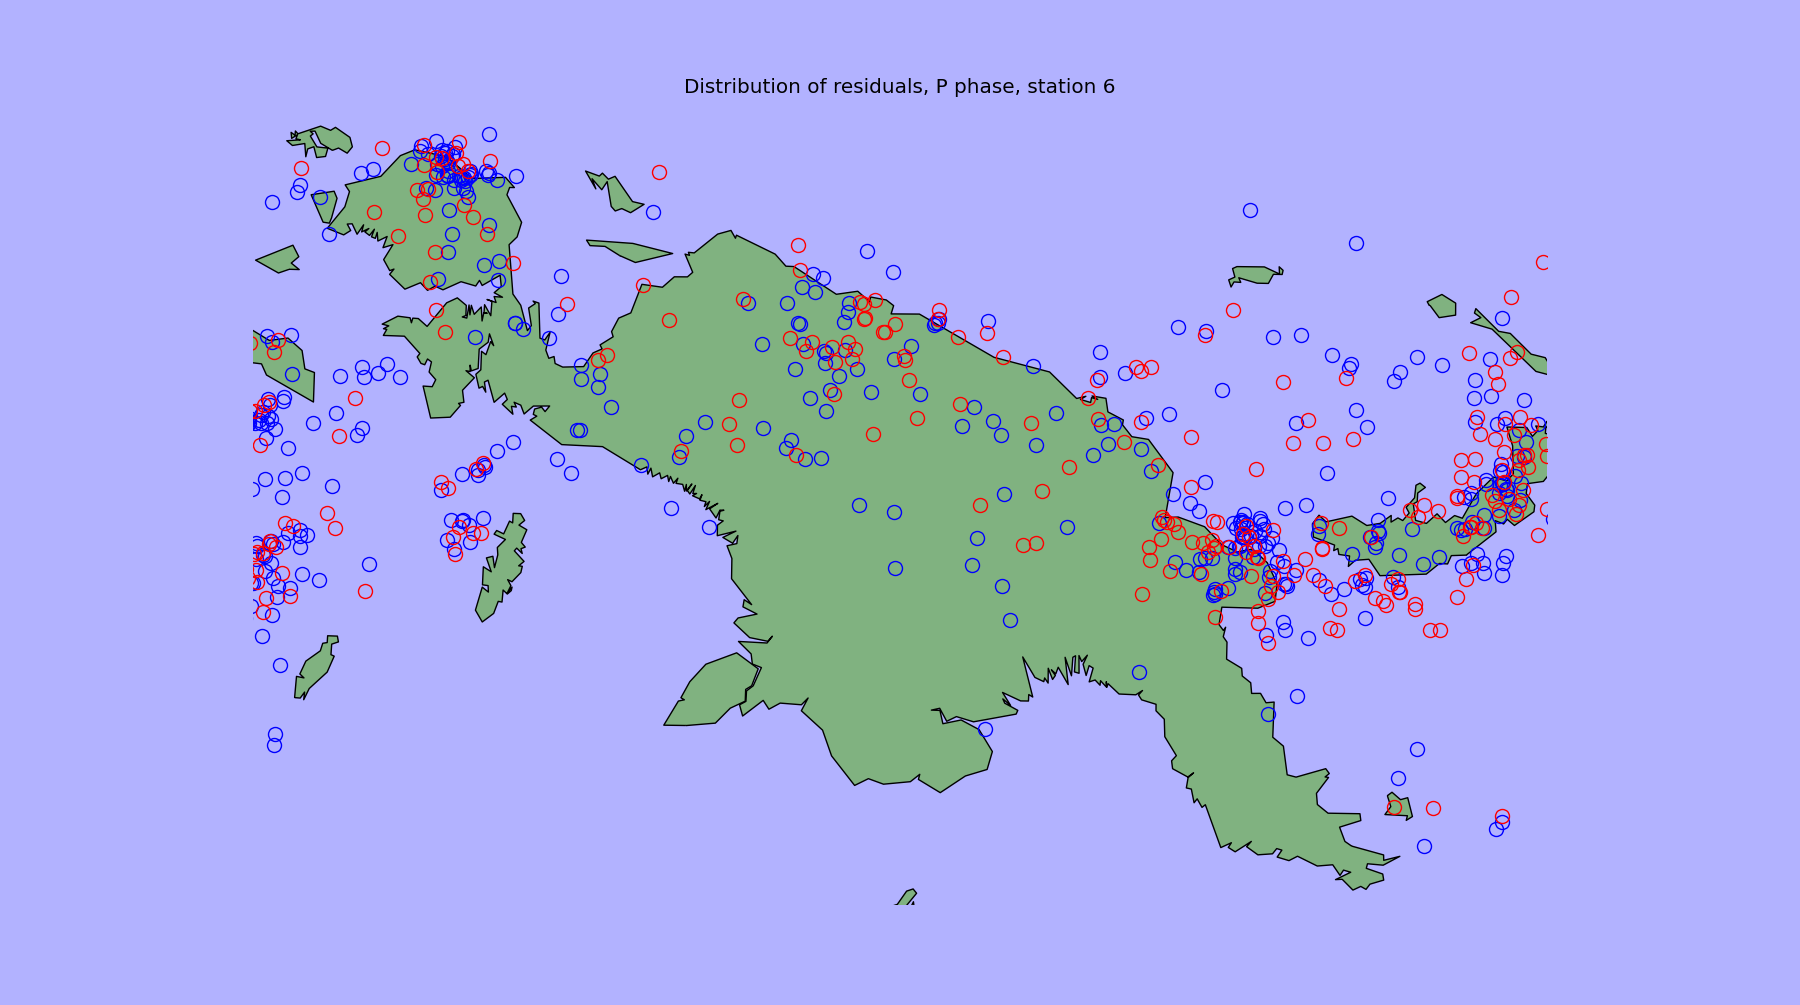 Distribution of residuals, P phase, station 6